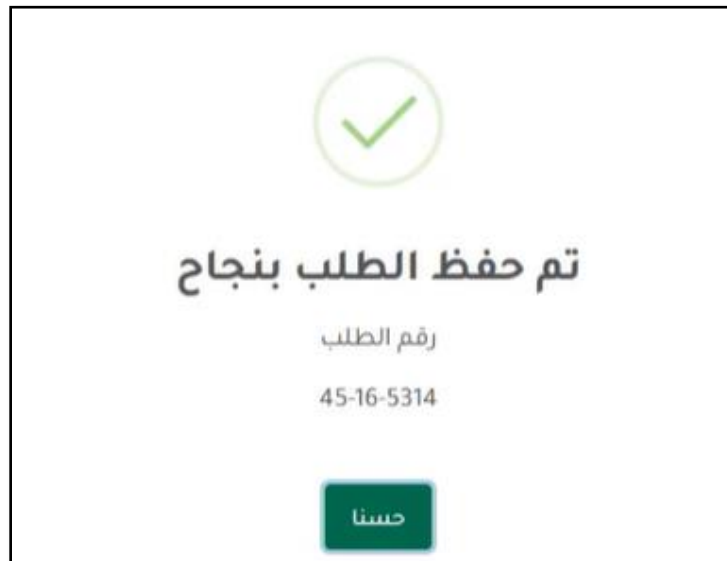 تم حفظ الطلب بنجاح
رقم الطلب
45-16-5314
حسنا